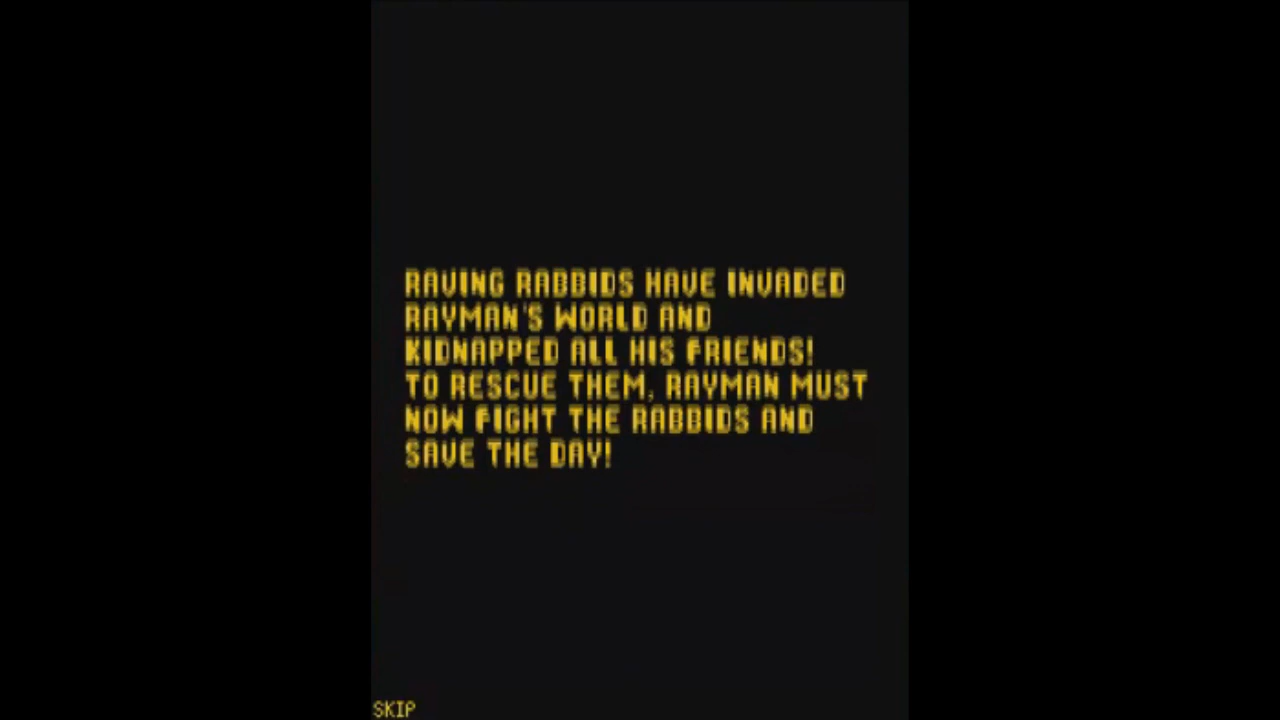 RAVING RABBIDS HAVE INVADED
RAYMAN'S WORLD AND
KIDNAPPED ALL HIS FRIENDS!
TO RESCUE THEM, RAYMAN MUST
NOW FIGHT THE RABBIDS AND
SAVE THE DAY!
SKIP